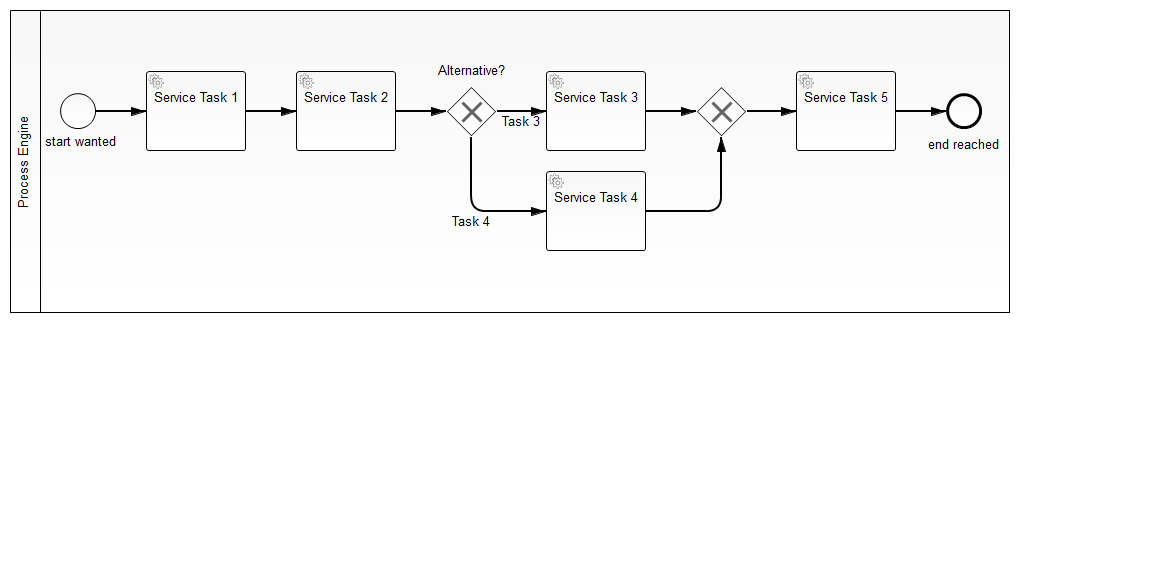 Process Engine
start wanted
Service Task 1
Service Task 2
Alternative?
Task 3
Service Task 3
Task 4
Service Task 4
Service Task 5
end reached